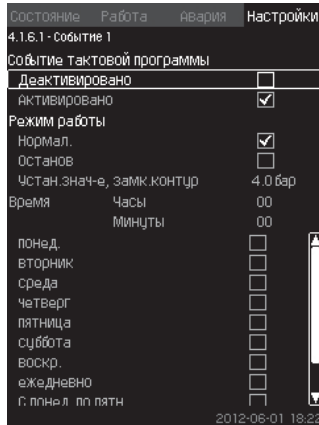 Состояние Работа Авария Настройки
4.1.6.1 - Событие 1
Событие тактовой программы
Деактивировано
Активировано
Режим работы
Нормал.
Останов
Устан.знач-е, замк.контур 4.0 бар
Время Часы 00
Минуты 00
понед.
вторник
среда
четверг
пятница
суббота
воскр.
ежедневно
С понед. по пятн
2012-06-01 18:22